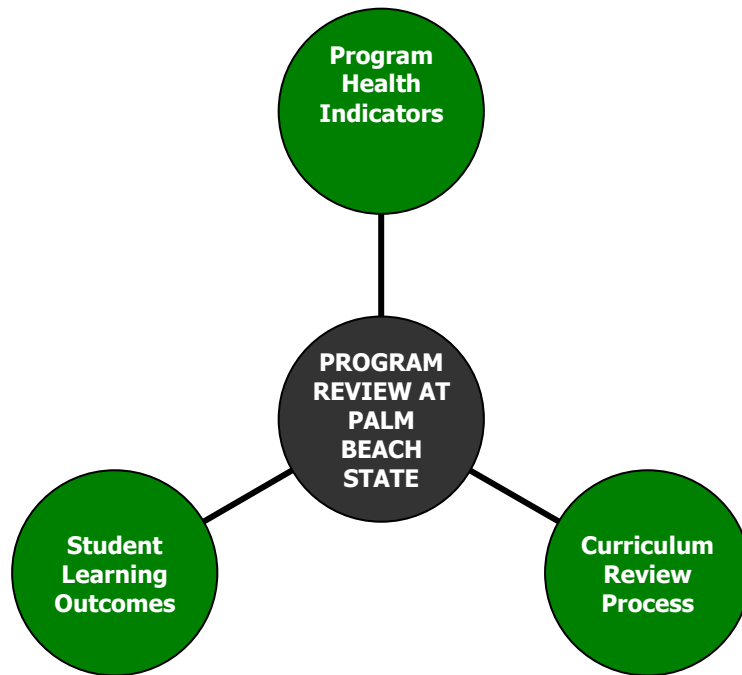 Program
Health
Indicators
PROGRAM
REVIEW AT
PALM
BEACH
STATE
Student
Learning
Outcomes
Curriculum
Review
Process